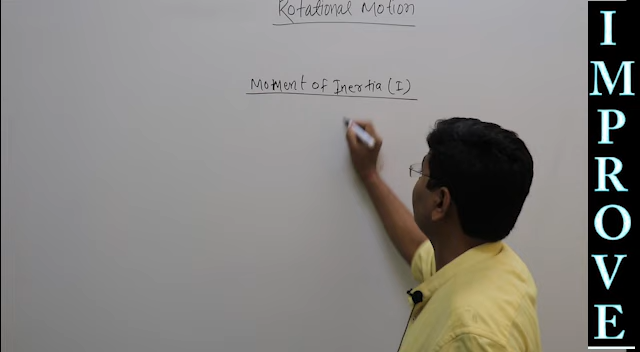 Rotational Motion
Moment of Inertia (I)
IMPROVE